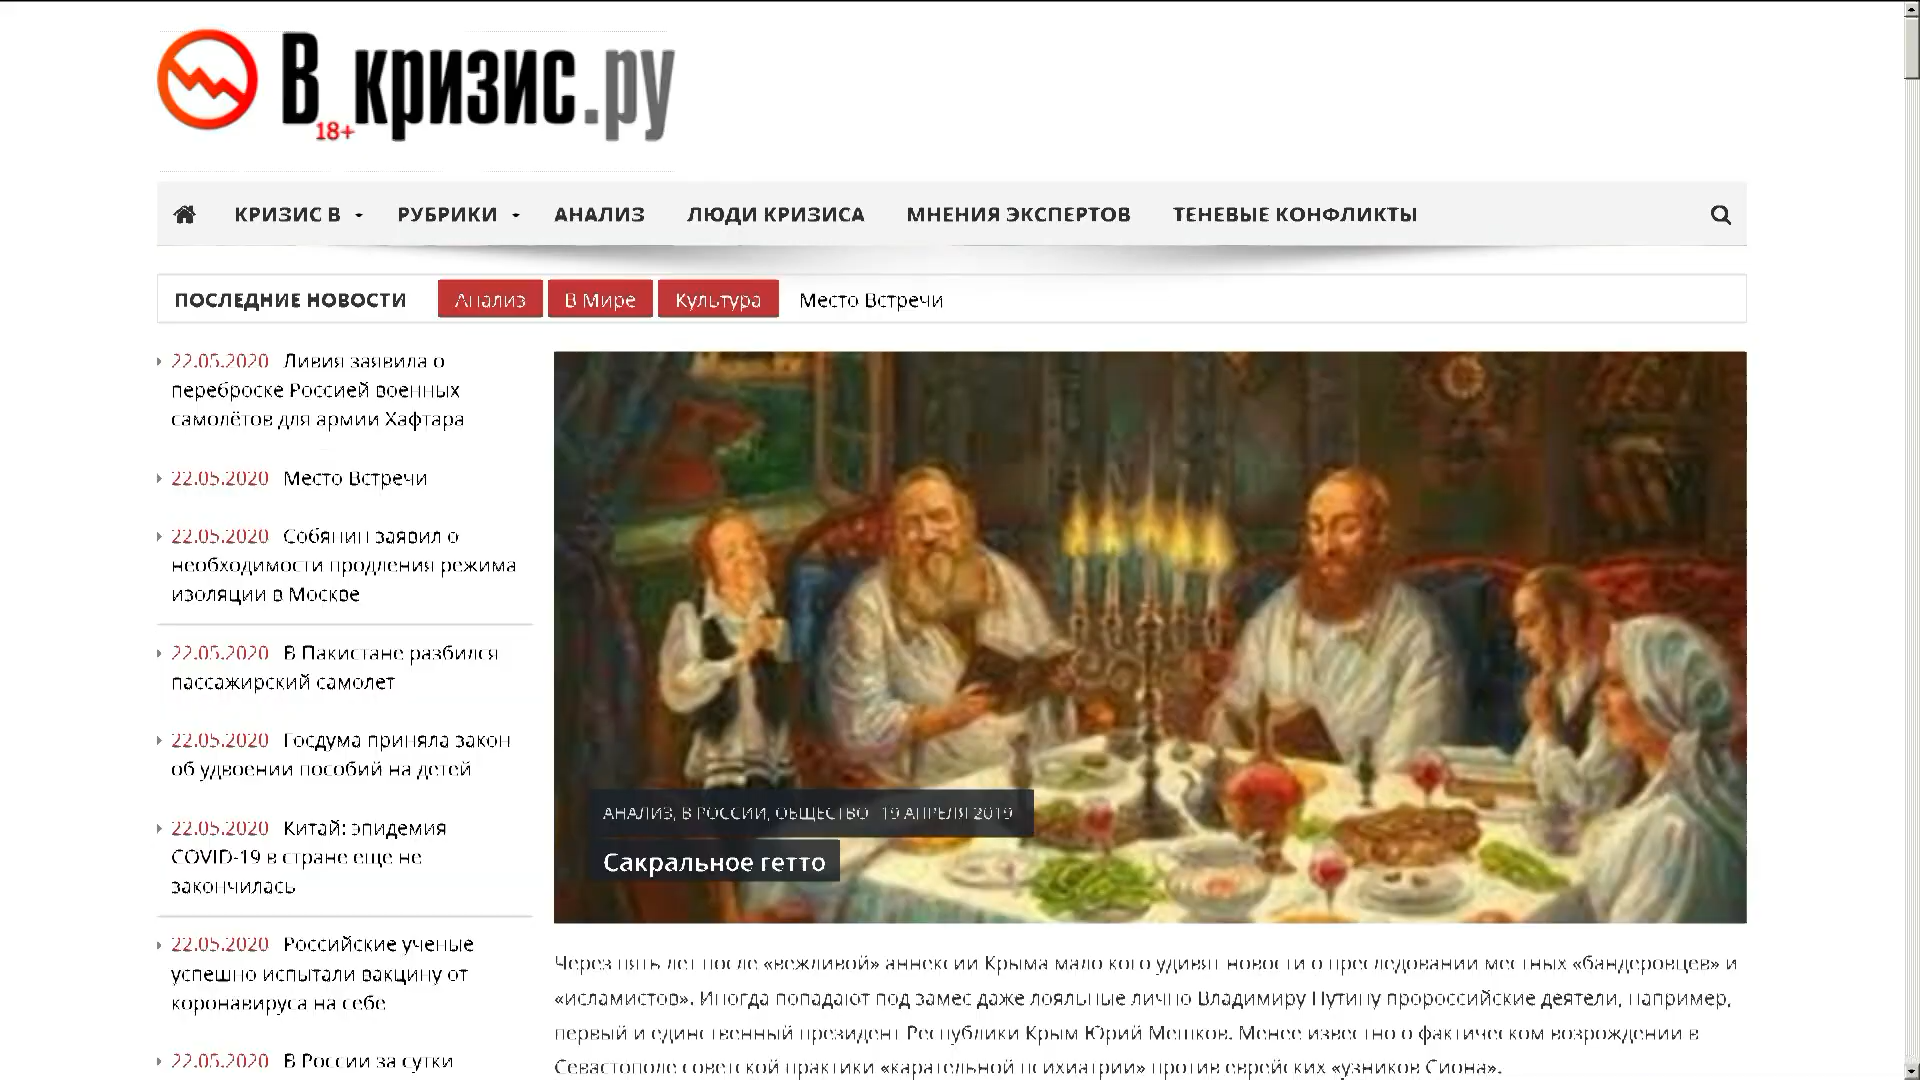 В кризис.ру
18+
КРИЗИС В
РУБРИКИ
АНАЛИЗ
ЛЮДИ КРИЗИСА
МНЕНИЯ ЭКСПЕРТОВ
ТЕНЕВЫЕ КОНФЛИКТЫ
ПОСЛЕДНИЕ НОВОСТИ
Анализ
В Мире
Культура
Место Встречи
22.05.2020 Ливия заявила о
переброске Россией военных
самолётов для армии Хафтара
22.05.2020 Место Встречи
22.05.2020 Собянин заявил о
необходимости продления режима
изоляции в Москве
22.05.2020 В Пакистане разбился
пассажирский самолет
22.05.2020 Госдума приняла закон
об удвоении пособий на детей
22.05.2020 Китай: эпидемия
COVID-19 в стране еще не
закончилась
22.05.2020 Российские ученые
успешно испытали вакцину от
коронавируса на себе
22.05.2020 В России за сутки
АНАЛИЗ, В РОССИИ, ОБЩЕСТВО 19 АПРЕЛЯ 2019
Сакральное гетто
Через пять лет после «вежливой» аннексии Крыма мало кого удивят новости о преследовании местных «бандеровцев» и
«исламистов». Иногда попадают под замес даже лояльные лично Владимиру Путину пророссийские деятели, например,
первый и единственный президент Республики Крым Юрий Мешков. Менее известно о фактическом возрождении в
Севастополе советской практики «карательной психиатрии» против еврейских «узников Сиона».